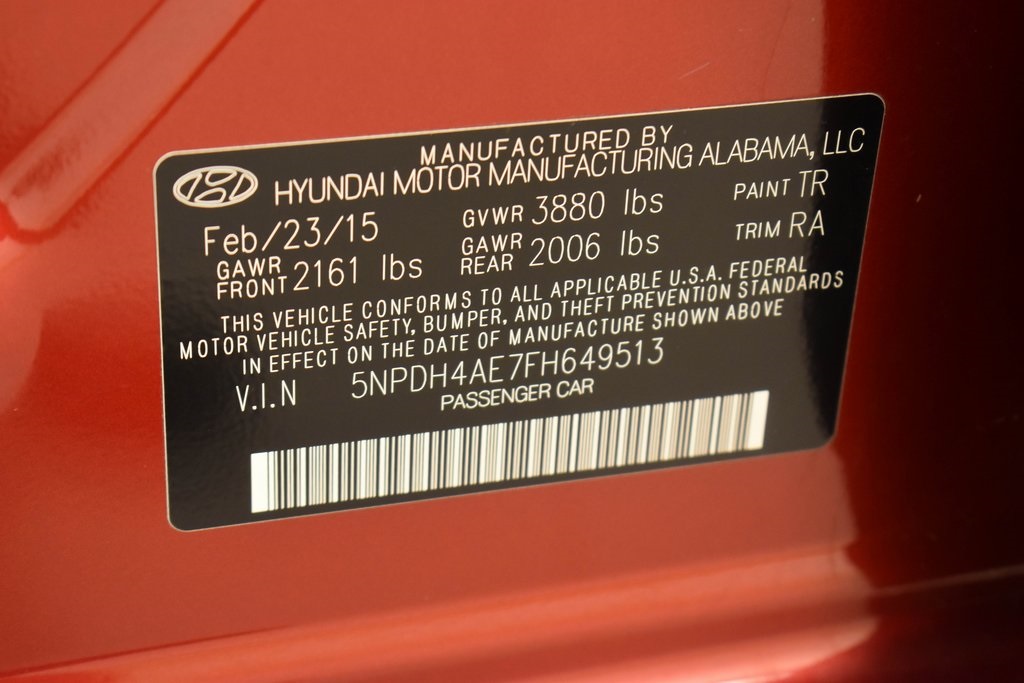 MANUFACTURED BY
HYUNDAI MOTOR MANUFACTURING ALABAMA, LLC
Feb/23/15 GVWR 3880 lbs PAINT TR
GAWR FRONT 2161 lbs GAWR REAR 2006 lbs TRIM RA
THIS VEHICLE CONFORMS TO ALL APPLICABLE U.S.A. FEDERAL
MOTOR VEHICLE SAFETY, BUMPER, AND THEFT PREVENTION STANDARDS
IN EFFECT ON THE DATE OF MANUFACTURE SHOWN ABOVE
V.I.N 5NPDH4AE7FH649513
PASSENGER CAR